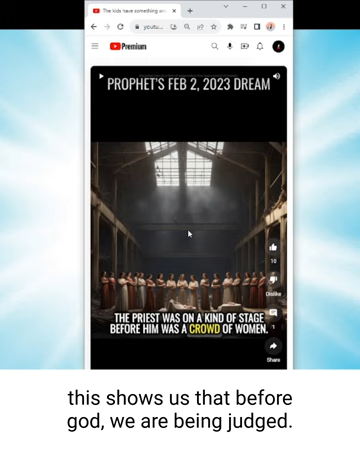 The kids have something
youtu...
Premium
PROPHET'S FEB 2, 2023 DREAM
10
Dislike
THE PRIEST WAS ON A KIND OF STAGE
BEFORE HIM WAS A CROWD OF WOMEN.
Share
this shows us that before
god, we are being judged.